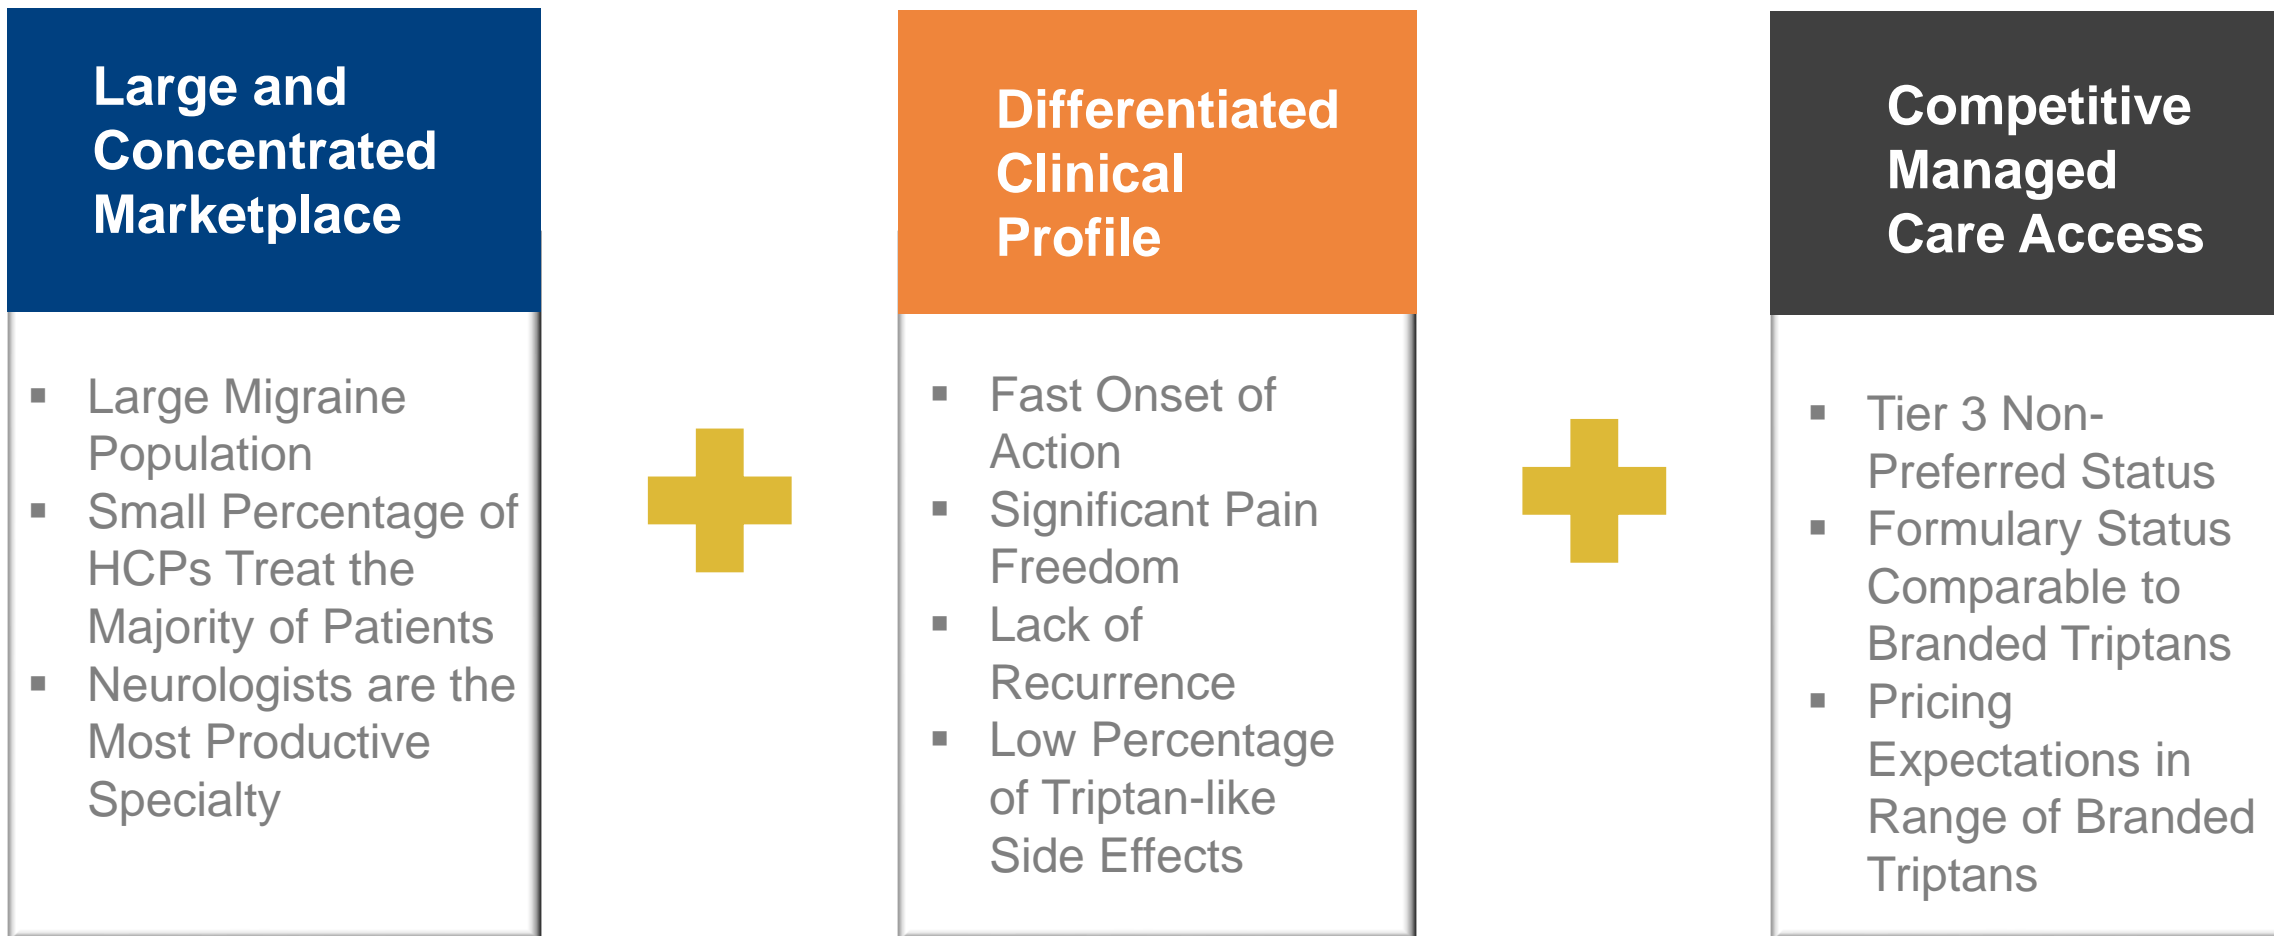 Large and
Concentrated
Marketplace
▪ Large Migraine
Population
▪ Small Percentage of
HCPs Treat the
Majority of Patients
▪ Neurologists are the
Most Productive
Specialty
Differentiated
Clinical
Profile
▪ Fast Onset of
Action
▪ Significant Pain
Freedom
▪ Lack of
Recurrence
▪ Low Percentage
of Triptan-like
Side Effects
Competitive
Managed
Care Access
▪ Tier 3 Non-
Preferred Status
▪ Formulary Status
Comparable to
Branded Triptans
▪ Pricing
Expectations in
Range of Branded
Triptans